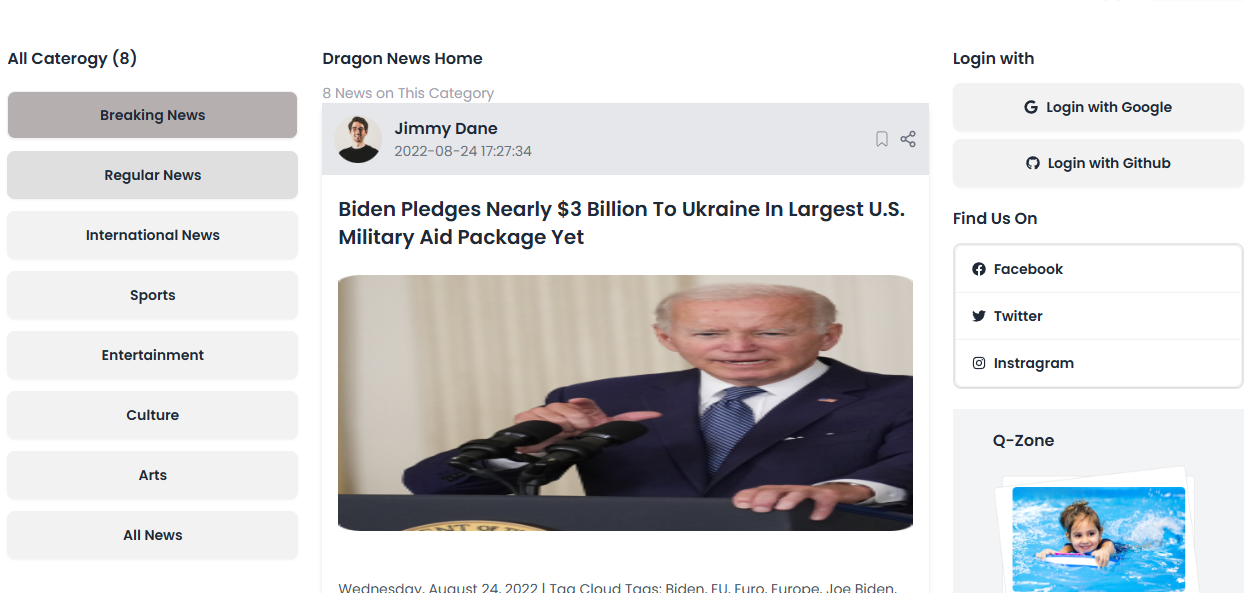 All Caterogy (8)
Breaking News
Regular News
International News
Sports
Entertainment
Culture
Arts
All News
Dragon News Home
8 News on This Category
Jimmy Dane
2022-08-24 17:27:34
Biden Pledges Nearly $3 Billion To Ukraine In Largest U.S.
Military Aid Package Yet
ENT OF
Wednesday, August 24, 2022 | Tag Cloud Tags: Biden, EU, Euro, Europe, Joe Biden,
Login with
Login with Google
Login with Github
Find Us On
Facebook
Twitter
Instragram
Q-Zone